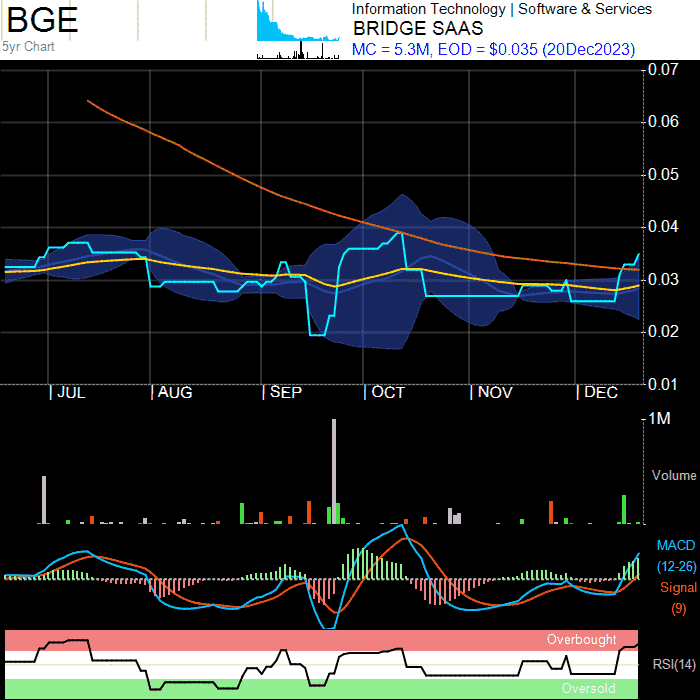 BGE
5yr Chart
Information Technology | Software & Services
BRIDGE SAAS
MC = 5.3M, EOD = $0.035 (20Dec2023)
0.07
0.06
0.05
0.04
0.03
0.02
0.01
| JUL | AUG | SEP | OCT | NOV | DEC
1M
Volume
MACD
(12-26)
Signal
(9)
Overbought
RSI(14)
Oversold